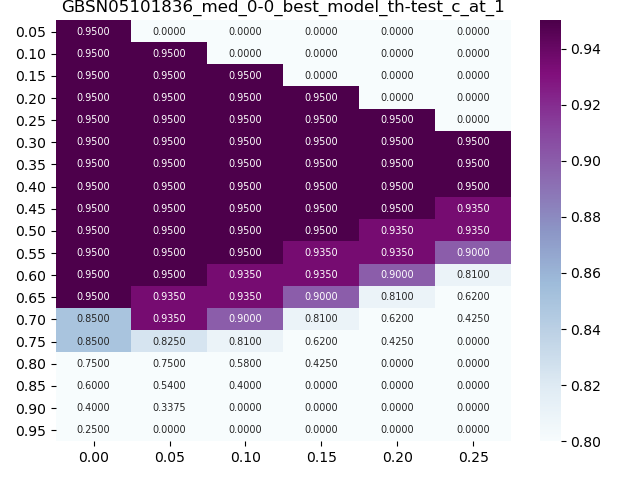 GBSN05101836_med_0-0_best_model_th-test_c_at_1
0.05 0.9500 0.0000 0.0000 0.0000 0.0000 0.0000
0.10 0.9500 0.9500 0.0000 0.0000 0.0000 0.0000
0.15 0.9500 0.9500 0.9500 0.0000 0.0000 0.0000
0.20 0.9500 0.9500 0.9500 0.9500 0.0000 0.0000
0.25 0.9500 0.9500 0.9500 0.9500 0.9500 0.0000
0.30 0.9500 0.9500 0.9500 0.9500 0.9500 0.9500
0.35 0.9500 0.9500 0.9500 0.9500 0.9500 0.9500
0.40 0.9500 0.9500 0.9500 0.9500 0.9500 0.9500
0.45 0.9500 0.9500 0.9500 0.9500 0.9500 0.9350
0.50 0.9500 0.9500 0.9500 0.9500 0.9350 0.9350
0.55 0.9500 0.9500 0.9500 0.9350 0.9350 0.9000
0.60 0.9500 0.9500 0.9350 0.9350 0.9000 0.8100
0.65 0.9500 0.9350 0.9350 0.9000 0.8100 0.6200
0.70 0.8500 0.9350 0.9000 0.8100 0.6200 0.4250
0.75 0.8500 0.8250 0.8100 0.6200 0.4250 0.0000
0.80 0.7500 0.7500 0.5800 0.4250 0.0000 0.0000
0.85 0.6000 0.5400 0.4000 0.0000 0.0000 0.0000
0.90 0.4000 0.3375 0.0000 0.0000 0.0000 0.0000
0.95 0.2500 0.0000 0.0000 0.0000 0.0000 0.0000
0.00 0.05 0.10 0.15 0.20 0.25
0.94
0.92
0.90
0.88
0.86
0.84
0.82
0.80